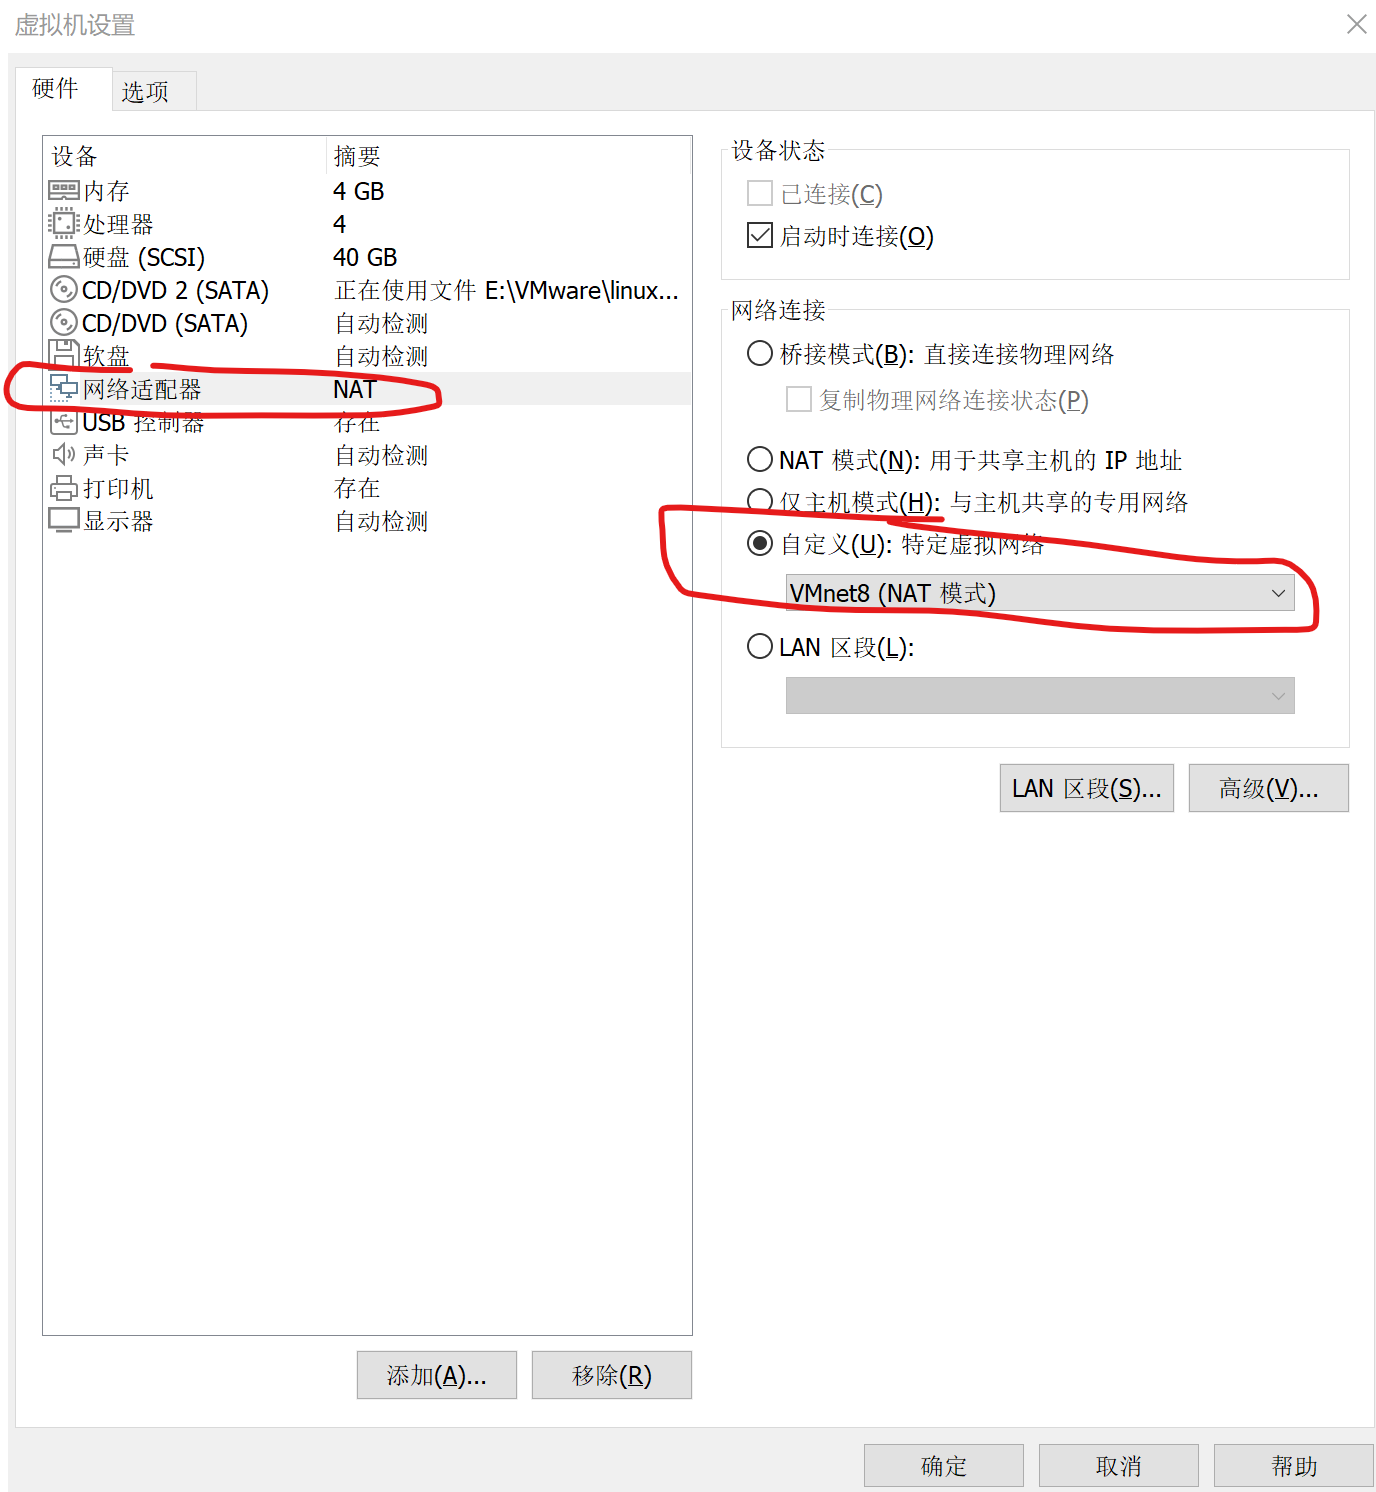 虚拟机设置
硬件
选项
设备 摘要
内存 4 GB
处理器 4
硬盘 (SCSI) 40 GB
CD/DVD 2 (SATA) 正在使用文件 E:\VMware\linux...
CD/DVD (SATA) 自动检测
软盘 自动检测
网络适配器 NAT
USB 控制器 存在
声卡 自动检测
打印机 存在
显示器 自动检测
添加(A)...
移除(R)
设备状态
已连接(C)
启动时连接(O)
网络连接
桥接模式(B): 直接连接物理网络
复制物理网络连接状态(P)
NAT 模式(N): 用于共享主机的 IP 地址
仅主机模式(H): 与主机共享的专用网络
自定义(U): 特定虚拟网络
VMnet8 (NAT 模式)
LAN 区段(L):
LAN 区段(S)...
高级(V)...
确定
取消
帮助